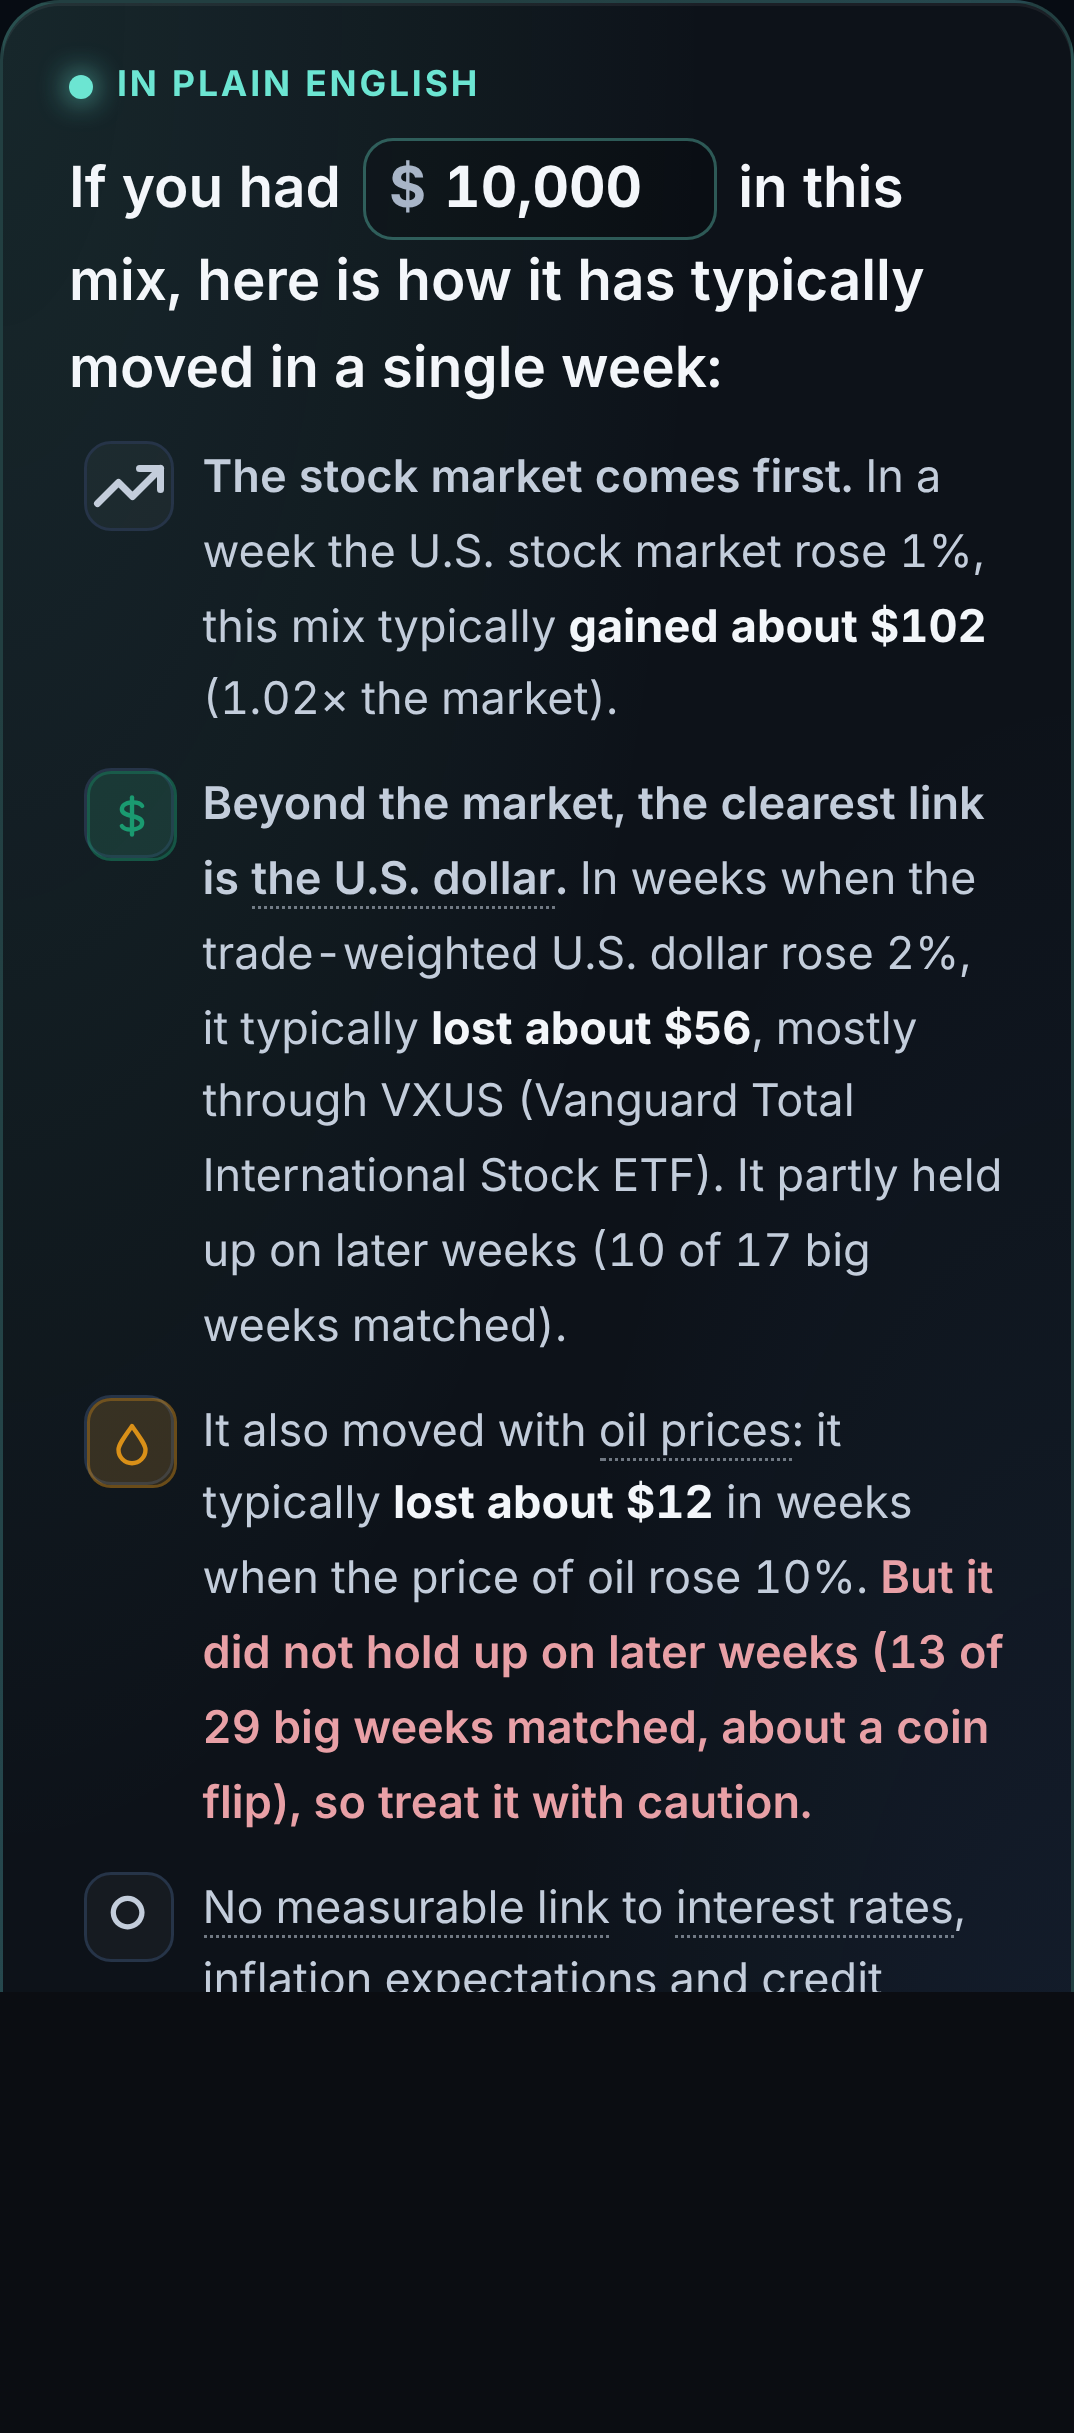 IN PLAIN ENGLISH
If you had $ 10,000 in this
mix, here is how it has typically
moved in a single week:
The stock market comes first. In a
week the U.S. stock market rose 1%,
this mix typically gained about $102
(1.02× the market).
Beyond the market, the clearest link
is the U.S. dollar. In weeks when the
trade-weighted U.S. dollar rose 2%,
it typically lost about $56, mostly
through VXUS (Vanguard Total
International Stock ETF). It partly held
up on later weeks (10 of 17 big
weeks matched).
It also moved with oil prices: it
typically lost about $12 in weeks
when the price of oil rose 10%. But it
did not hold up on later weeks (13 of
29 big weeks matched, about a coin
flip), so treat it with caution.
No measurable link to interest rates,
inflation expectations and credit